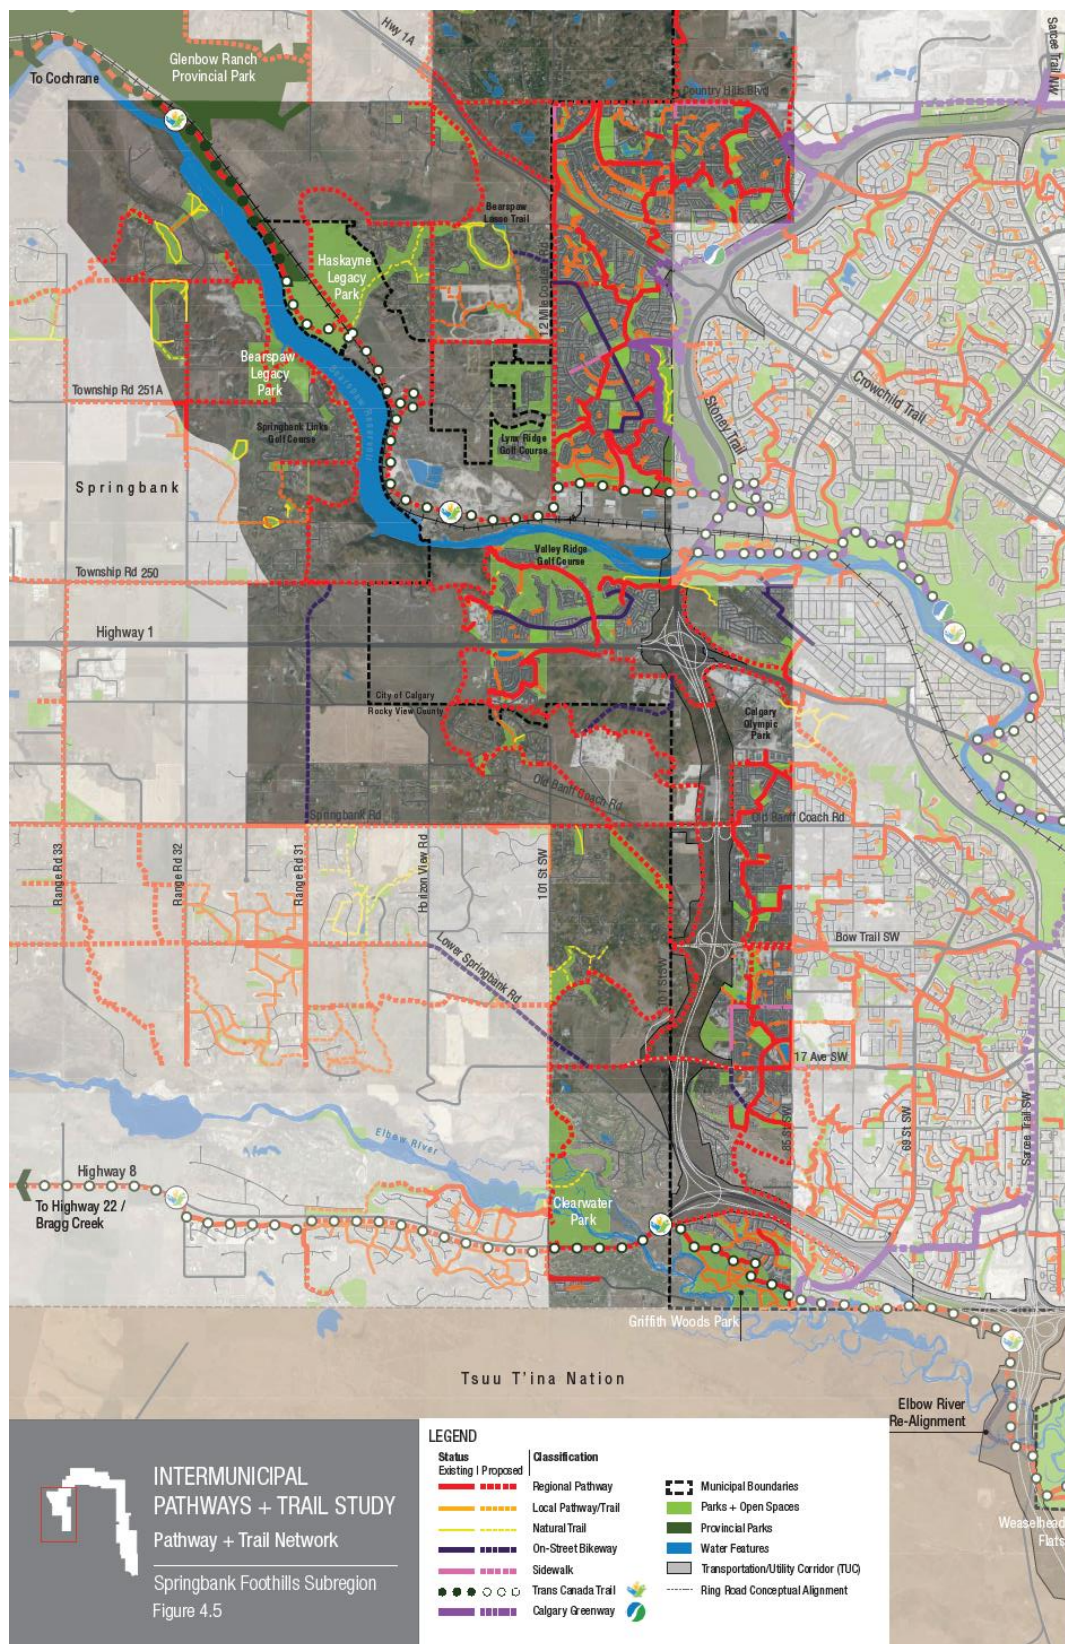 Hwy 1A
Sarcee Trail NW
Glenbow Ranch
Provincial Park
To Cochrane
Country Hills Blvd
Bearspaw
Lasso Trail
12 Mile Coulee Rd
Haskayne
Legacy
Park
Bearspaw
Legacy
Park
Bearspaw Reservoir
Township Rd 251A
Crowchild Trail
Stoney Trail
Springbank Links
Golf Course
Lynx Ridge
Golf Course
Springbank
Valley Ridge
Golf Course
Township Rd 250
Highway 1
City of Calgary
Rocky View County
Calgary
Olympic
Park
Old Banff Coach Rd
Springbank Rd
Old Banff Coach Rd
Range Rd 33
Range Rd 32
Range Rd 31
Horizon View Rd
101 St SW
Bow Trail SW
Lower Springbank Rd
101 St SW
17 Ave SW
85 St SW
69 St SW
Sarcee Trail SW
Elbow River
Highway 8
To Highway 22 /
Bragg Creek
Clearwater
Park
Griffith Woods Park
Tsuu T'ina Nation
Elbow River
Re-Alignment
Weaselhead
Flats
INTERMUNICIPAL
PATHWAYS + TRAIL STUDY
Pathway + Trail Network
Springbank Foothills Subregion
Figure 4.5
LEGEND
Status
Existing | Proposed
Classification
Regional Pathway
Local Pathway/Trail
Natural Trail
On-Street Bikeway
Sidewalk
Trans Canada Trail
Calgary Greenway
Municipal Boundaries
Parks + Open Spaces
Provincial Parks
Water Features
Transportation/Utility Corridor (TUC)
Ring Road Conceptual Alignment